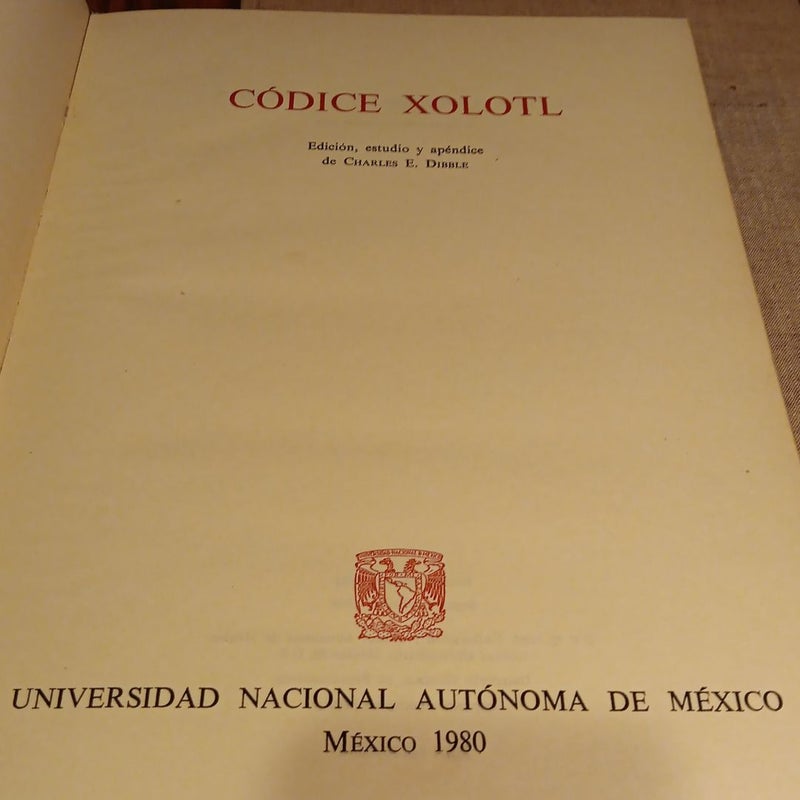 CÓDICE XOLOTL
Edición, estudio y apéndice
de CHARLES E. DIBBLE
UNIVERSIDAD NACIONAL AUTÓNOMA DE MÉXICO
MÉXICO 1980